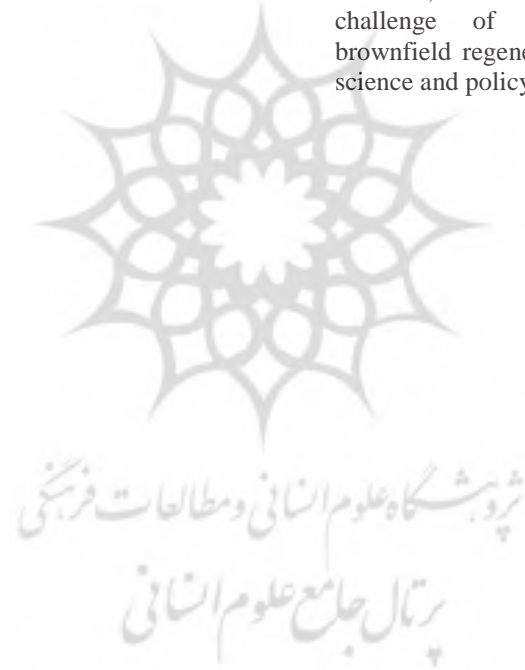 challenge of
brownfield regene
science and policy
پژوهشگاه علوم انسانی و مطالعات فرهنگی
پرتال جامع علوم انسانی